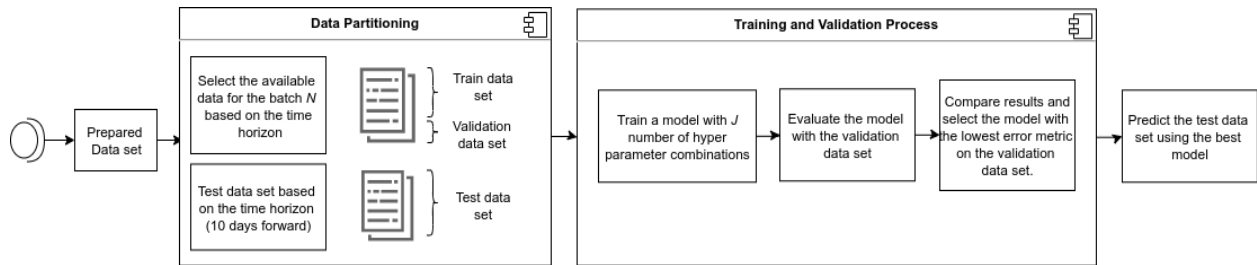 Data Partitioning
Training and Validation Process
Prepared
Data set
Select the available
data for the batch N
based on the time
horizon
Train data
set
Validation
data set
Test data set based
on the time horizon
(10 days forward)
Test data
set
Train a model with J
number of hyper
parameter combinations
Evaluate the model
with the validation
data set
Compare results and
select the model with
the lowest error metric
on the validation
data set.
Predict the test data
set using the best
model